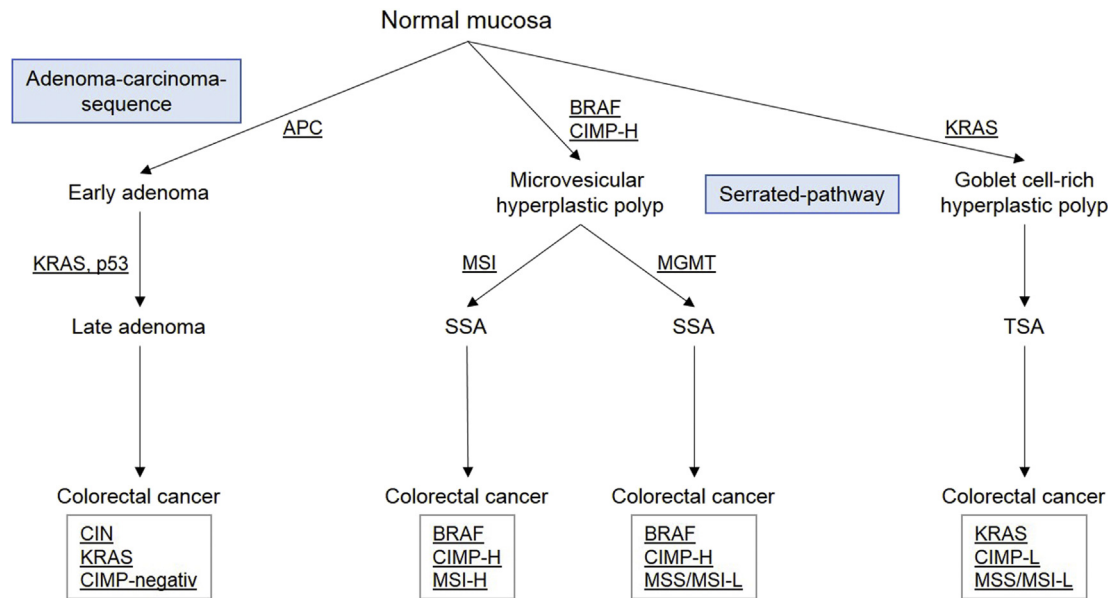 Normal mucosa
Adenoma-carcinoma-
sequence
APC
BRAF
CIMP-H
KRAS
Early adenoma
Microvesicular
hyperplastic polyp
Serrated-pathway
Goblet cell-rich
hyperplastic polyp
KRAS, p53
MSI
MGMT
Late adenoma
SSA
SSA
TSA
Colorectal cancer
CIN
KRAS
CIMP-negativ
Colorectal cancer
BRAF
CIMP-H
MSI-H
Colorectal cancer
BRAF
CIMP-H
MSS/MSI-L
Colorectal cancer
KRAS
CIMP-L
MSS/MSI-L